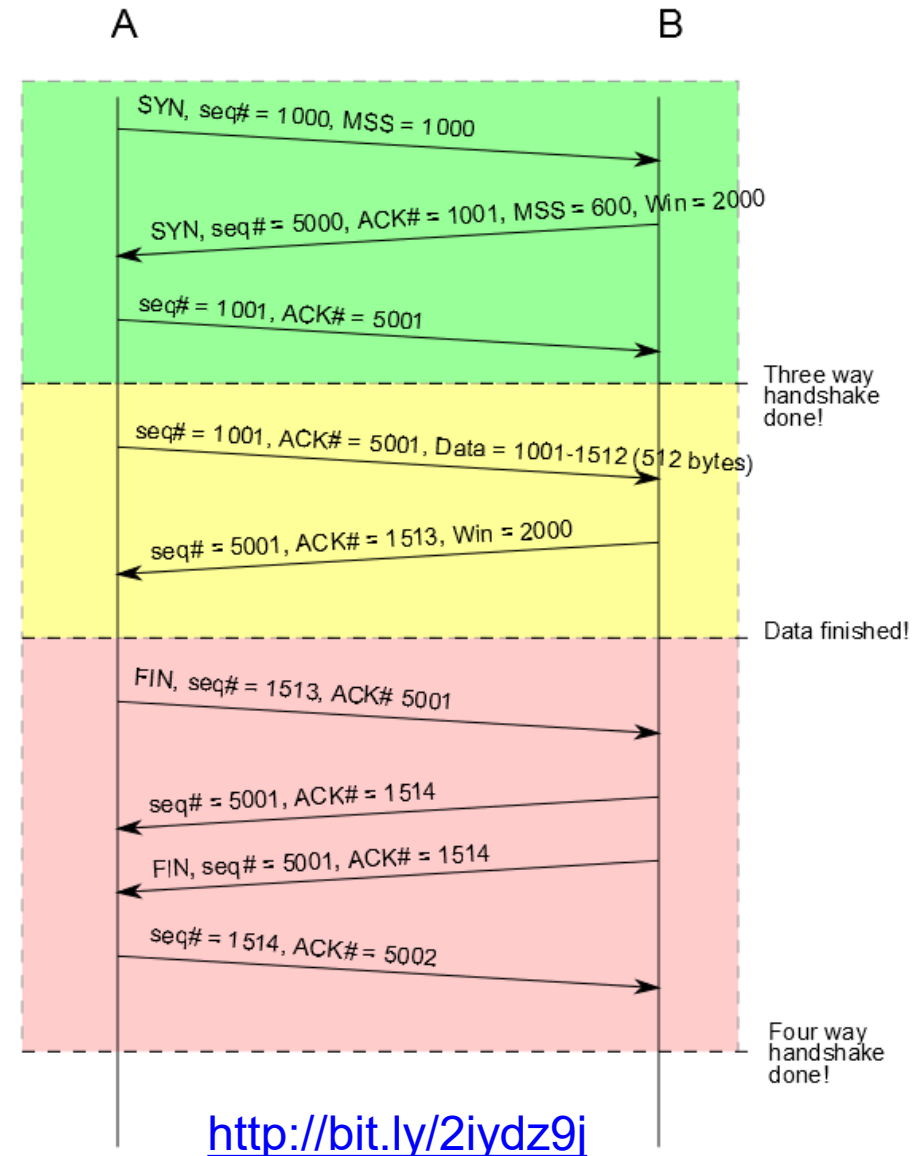 A B
SYN, seq# = 1000, MSS = 1000
SYN, seq# = 5000, ACK# = 1001, MSS = 600, Win = 2000
seq# = 1001, ACK# = 5001
Three way
handshake
done!
seq# = 1001, ACK# = 5001, Data = 1001-1512 (512 bytes)
seq# = 5001, ACK# = 1513, Win = 2000
Data finished!
FIN, seq# = 1513, ACK# 5001
seq# = 5001, ACK# = 1514
FIN, seq# = 5001, ACK# = 1514
seq# = 1514, ACK# = 5002
Four way
handshake
done!
http://bit.ly/2iydz9j